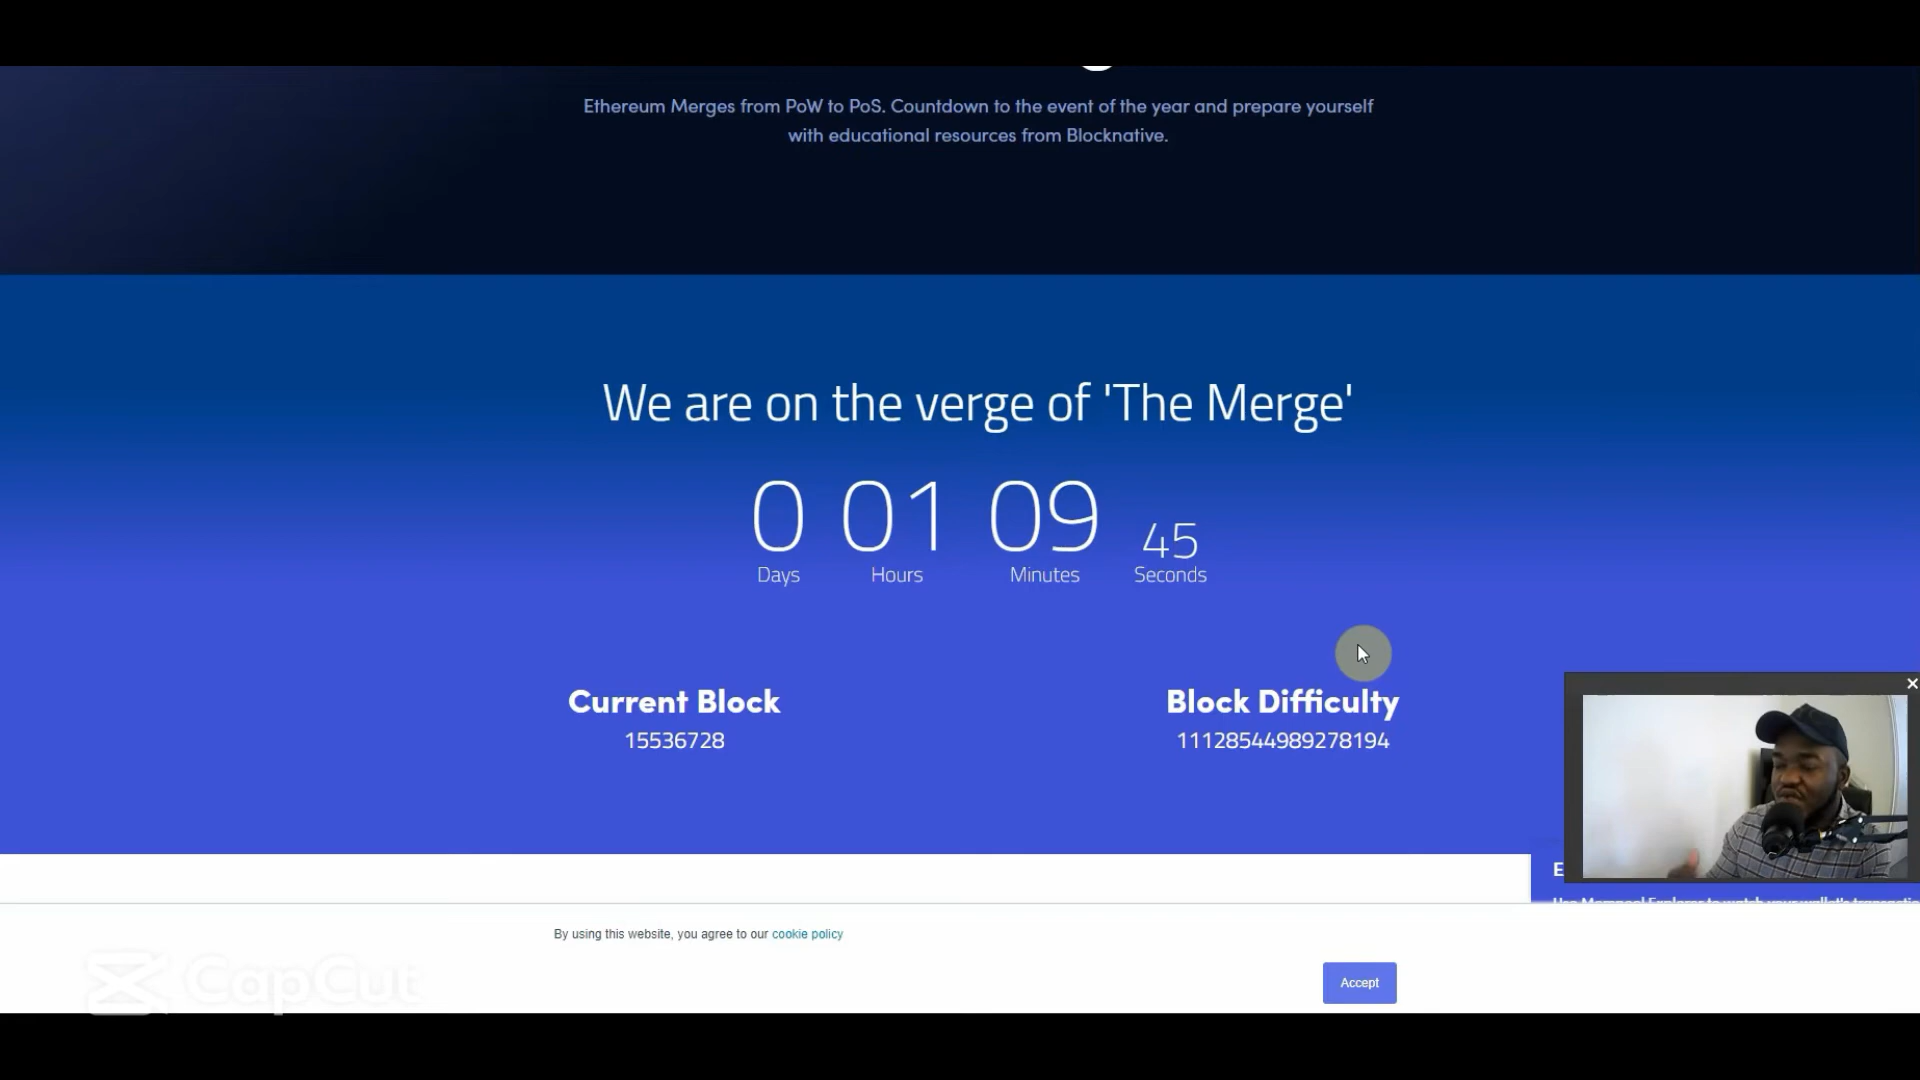 Ethereum Merges from PoW to PoS. Countdown to the event of the year and prepare yourself
with educational resources from Blocknative.
We are on the verge of 'The Merge'
0 01 09 45
Days Hours Minutes Seconds
Current Block Block Difficulty
15536728 11128544989278194
E
By using this website, you agree to our cookie policy
CapCut
Accept